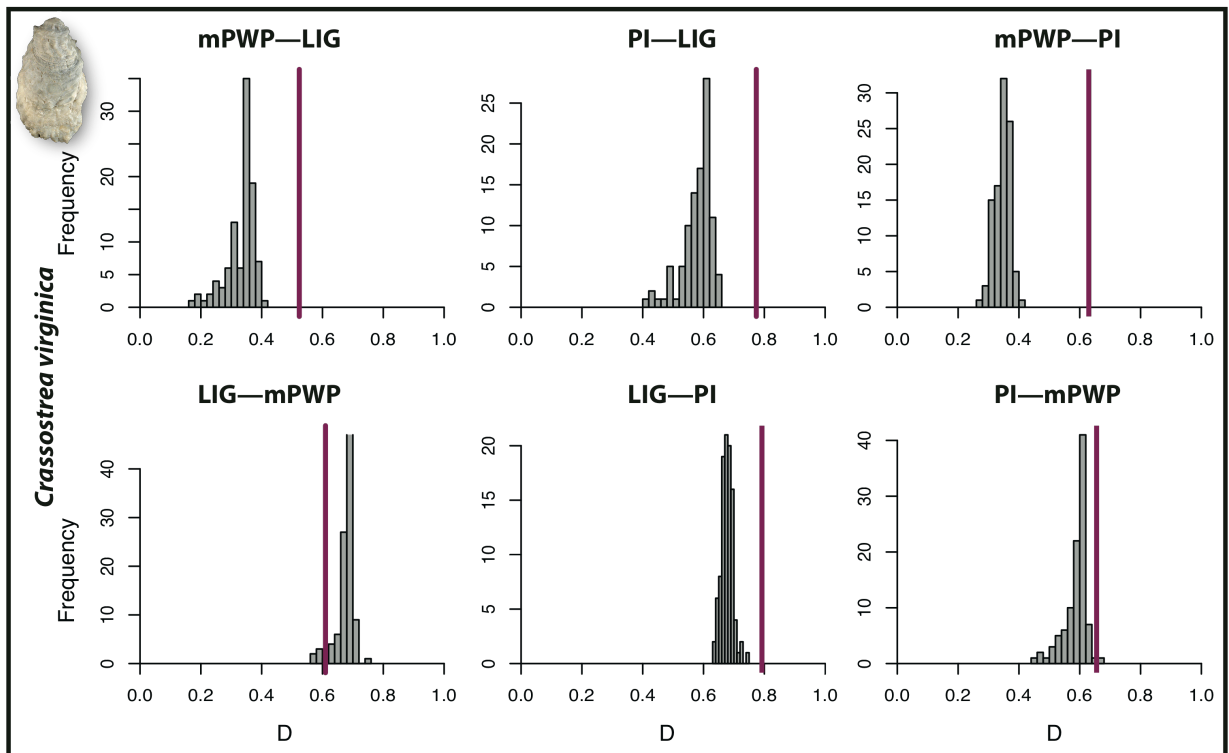 mPWP—LIG
PI—LIG
mPWP—PI
Crassostrea virginica
Frequency
0 5 10 20 30
0.0 0.2 0.4 0.6 0.8 1.0
0 5 10 15 20 25
0.0 0.2 0.4 0.6 0.8 1.0
0 5 10 15 20 25 30
0.0 0.2 0.4 0.6 0.8 1.0
LIG—mPWP
LIG—PI
PI—mPWP
Frequency
0 10 20 30 40
0.0 0.2 0.4 0.6 0.8 1.0
D
0 5 10 15 20
0.0 0.2 0.4 0.6 0.8 1.0
D
0 10 20 30 40
0.0 0.2 0.4 0.6 0.8 1.0
D